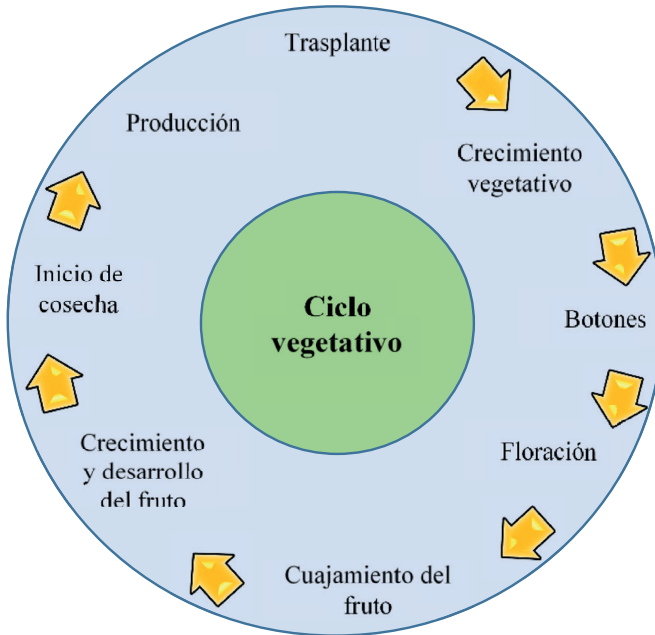 Trasplante
Crecimiento
vegetativo
Botones
Floración
Cuajamiento del
fruto
Crecimiento
y desarrollo
del fruto
Inicio de
cosecha
Producción
Ciclo
vegetativo